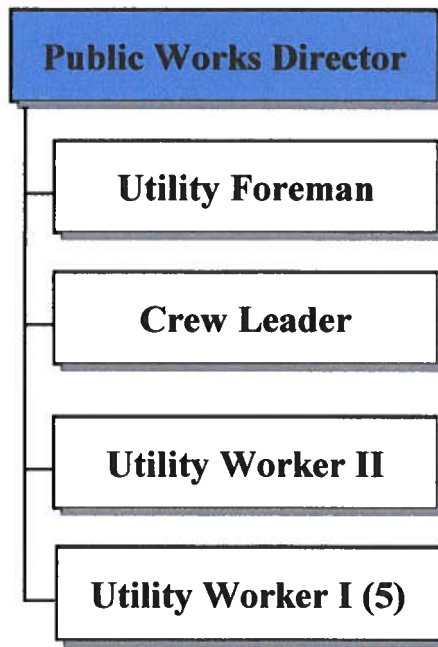 Public Works Director
Utility Foreman
Crew Leader
Utility Worker II
Utility Worker I (5)